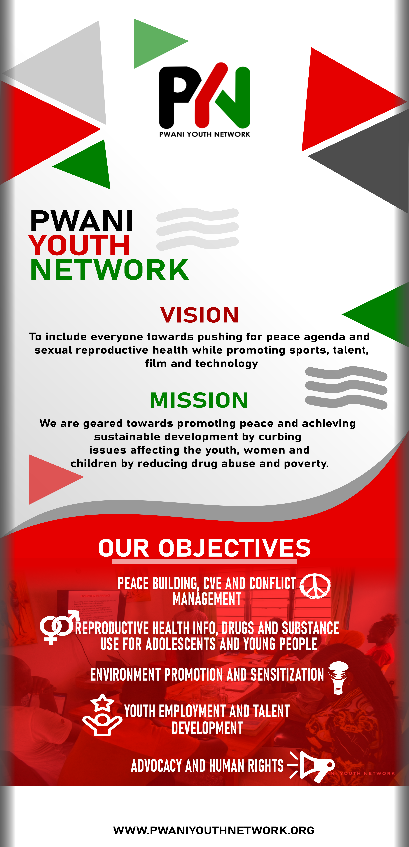 PYN
PWANI YOUTH NETWORK
PWANI
YOUTH
NETWORK
VISION
To include everyone towards pushing for peace agenda and
sexual reproductive health while promoting sports, talent,
film and technology
MISSION
We are geared towards promoting peace and achieving
sustainable development by curbing
issues affecting the youth, women and
children by reducing drug abuse and poverty.
OUR OBJECTIVES
PEACE BUILDING, CVE AND CONFLICT
MANAGEMENT
REPRODUCTIVE HEALTH INFO, DRUGS AND SUBSTANCE
USE FOR ADOLESCENTS AND YOUNG PEOPLE
ENVIRONMENT PROMOTION AND SENSITIZATION
YOUTH EMPLOYMENT AND TALENT
DEVELOPMENT
ADVOCACY AND HUMAN RIGHTS
YOUTH NETWORK
WWW.PWANIYOUTHNETWORK.ORG